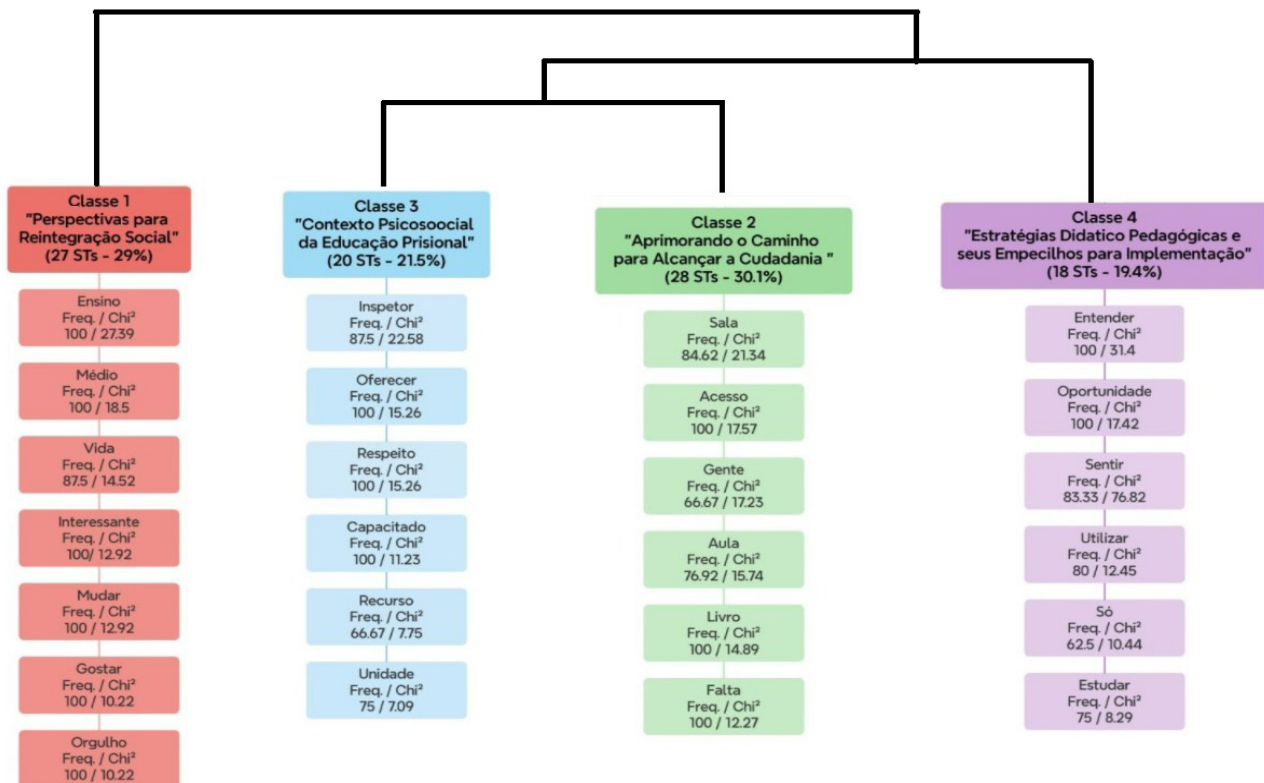 Classe 1
"Perspectivas para
Reintegração Social"
(27 STs - 29%)
Ensino
Freq. / Chi²
100 / 27.39
Médio
Freq. / Chi²
100 / 18.5
Vida
Freq. / Chi²
87.5 / 14.52
Interessante
Freq. / Chi²
100/ 12.92
Mudar
Freq. / Chi²
100 / 12.92
Gostar
Freq. / Chi²
100 / 10.22
Orgulho
Freq. / Chi²
100 / 10.22
Classe 3
"Contexto Psicosoocial
da Educação Prisional"
(20 STs - 21.5%)
Inspetor
Freq. / Chi²
87.5 / 22.58
Oferecer
Freq. / Chi²
100 / 15.26
Respeito
Freq. / Chi²
100 / 15.26
Capacitado
Freq. / Chi²
100 / 11.23
Recurso
Freq. / Chi²
66.67 / 7.75
Unidade
Freq. / Chi²
75 / 7.09
Classe 2
"Aprimorando o Caminho
para Alcançar a Cudadania "
(28 STs - 30.1%)
Sala
Freq. / Chi²
84.62 / 21.34
Acesso
Freq. / Chi²
100 / 17.57
Gente
Freq. / Chi²
66.67 / 17.23
Aula
Freq. / Chi²
76.92 / 15.74
Livro
Freq. / Chi²
100 / 14.89
Falta
Freq. / Chi²
100 / 12.27
Classe 4
"Estratégias Didatico Pedagógicas e
seus Empecilhos para Implementação"
(18 STs - 19.4%)
Entender
Freq. / Chi²
100 / 31.4
Oportunidade
Freq. / Chi²
100 / 17.42
Sentir
Freq. / Chi²
83.33 / 76.82
Utilizar
Freq. / Chi²
80 / 12.45
Só
Freq. / Chi²
62.5 / 10.44
Estudar
Freq. / Chi²
75 / 8.29